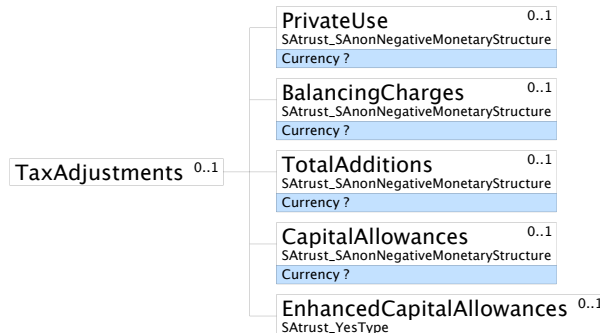 PrivateUse 0..1
SAtrust_SAnonNegativeMonetaryStructure
Currency ?
BalancingCharges 0..1
SAtrust_SAnonNegativeMonetaryStructure
Currency ?
TaxAdjustments 0..1
TotalAdditions 0..1
SAtrust_SAnonNegativeMonetaryStructure
Currency ?
CapitalAllowances 0..1
SAtrust_SAnonNegativeMonetaryStructure
Currency ?
EnhancedCapitalAllowances 0..1
SAtrust_YesType